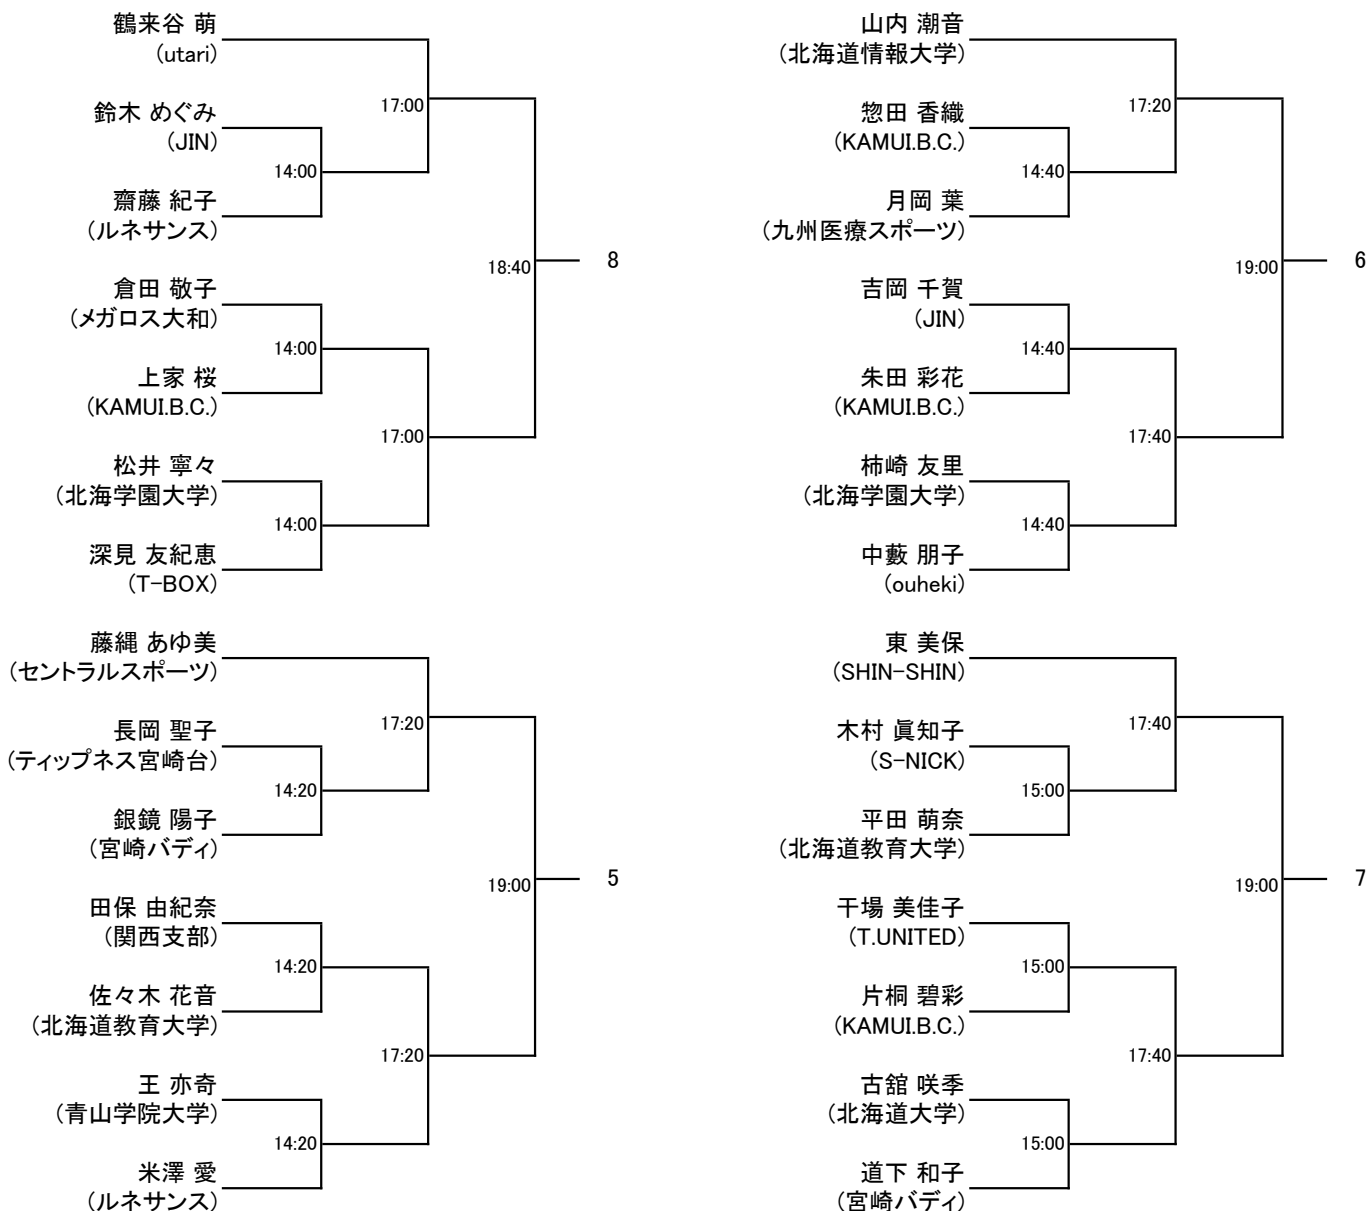 鶴来谷 萌
(utari)
17:00
鈴木 めぐみ
(JIN)
14:00
齋藤 紀子
(ルネサンス)
18:40
8
倉田 敬子
(メガロス大和)
14:00
上家 桜
(KAMUI.B.C.)
17:00
松井 寧々
(北海学園大学)
14:00
深見 友紀恵
(T-BOX)
藤縄 あゆ美
(セントラルスポーツ)
17:20
長岡 聖子
(ティップネス宮崎台)
14:20
銀鏡 陽子
(宮崎バディ)
19:00
5
田保 由紀奈
(関西支部)
14:20
佐々木 花音
(北海道教育大学)
17:20
王 亦奇
(青山学院大学)
14:20
米澤 愛
(ルネサンス)
山内 潮音
(北海道情報大学)
17:20
惣田 香織
(KAMUI.B.C.)
14:40
月岡 葉
(九州医療スポーツ)
19:00
6
吉岡 千賀
(JIN)
14:40
朱田 彩花
(KAMUI.B.C.)
17:40
柿崎 友里
(北海学園大学)
14:40
中藪 朋子
(ouheki)
東 美保
(SHIN-SHIN)
17:40
木村 眞知子
(S-NICK)
15:00
平田 萌奈
(北海道教育大学)
19:00
7
干場 美佳子
(T.UNITED)
15:00
片桐 碧彩
(KAMUI.B.C.)
17:40
古舘 咲季
(北海道大学)
15:00
道下 和子
(宮崎バディ)